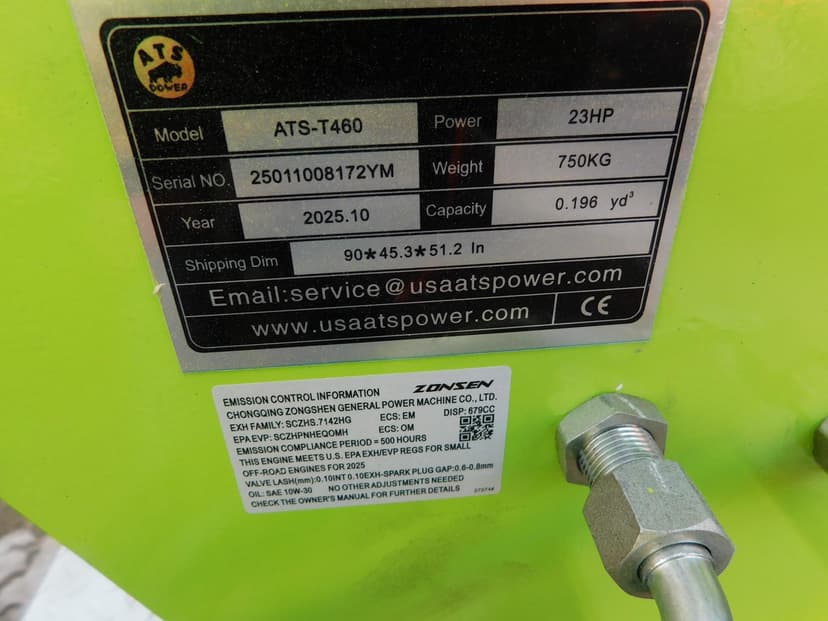 ATS
POWER
Model ATS-T460 Power 23HP
Serial NO. 25011008172YM Weight 750KG
Year 2025.10 Capacity 0.196 yd³
Shipping Dim 90*45.3*51.2 In
Email:service@usaatspower.com
www.usaatspower.com CE
EMISSION CONTROL INFORMATION ZONSEN
CHONGQING ZONGSHEN GENERAL POWER MACHINE CO., LTD.
EXH FAMILY: SCZHS.7142HG ECS: EM DISP: 679CC
EPA EVP: SCZHPNHEQOMH ECS: OM
EMISSION COMPLIANCE PERIOD = 500 HOURS
THIS ENGINE MEETS U.S. EPA EXH/EVP REGS FOR SMALL
OFF-ROAD ENGINES FOR 2025
VALVE LASH(mm):0.10INT 0.10EXH-SPARK PLUG GAP:0.6-0.8mm
OIL: SAE 10W-30 NO OTHER ADJUSTMENTS NEEDED
CHECK THE OWNER'S MANUAL FOR FURTHER DETAILS